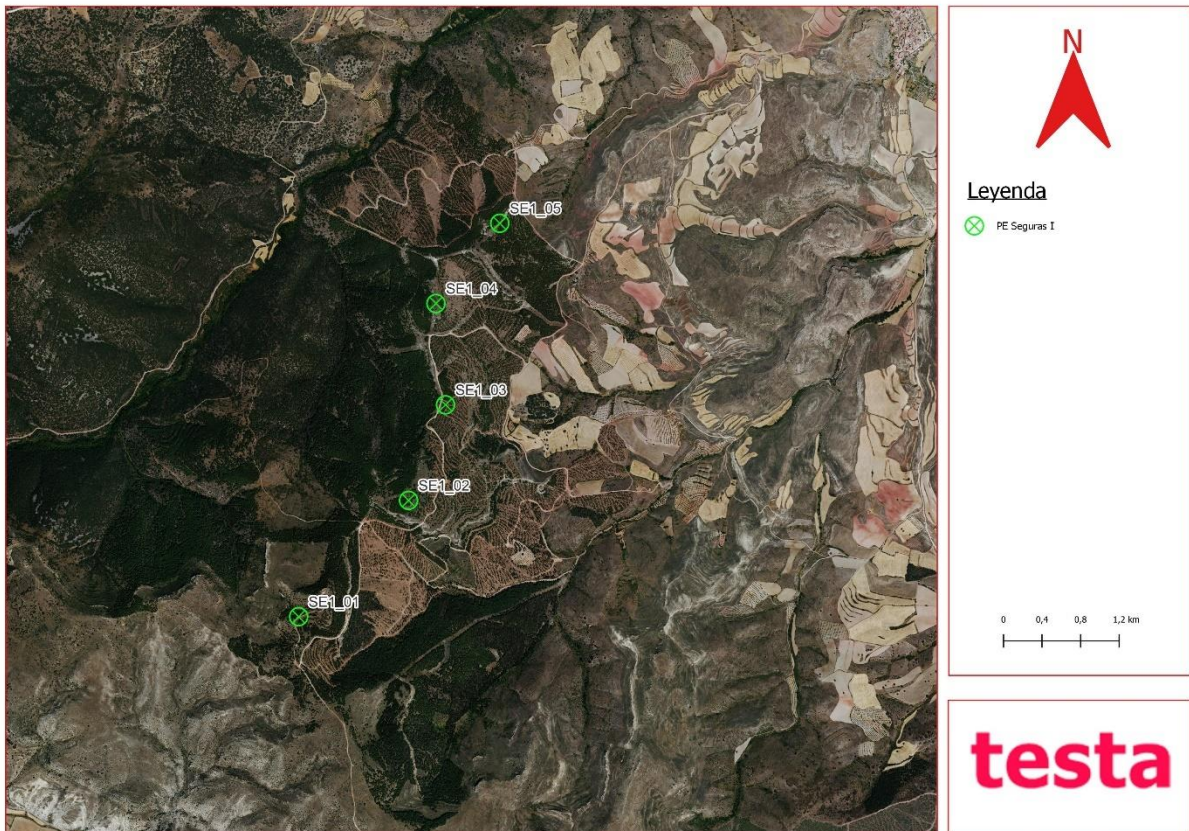 SE1_05
SE1_04
SE1_03
SE1_02
SE1_01
N
Leyenda
PE Seguras I
0 0,4 0,8 1,2 km
testa